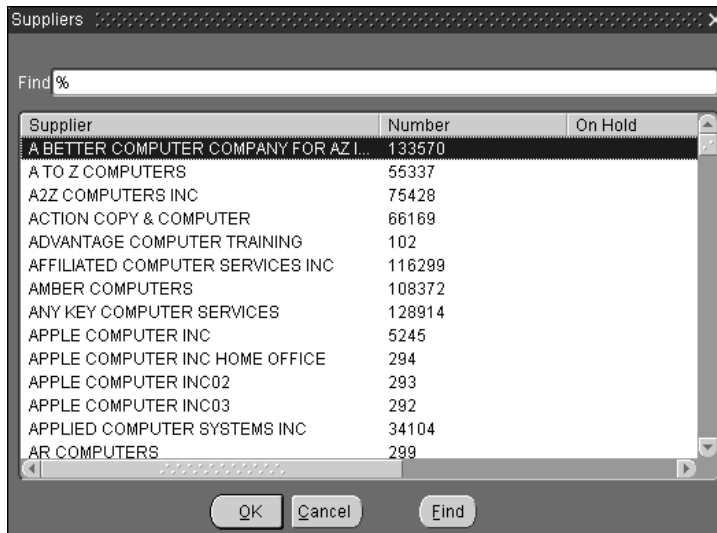 Suppliers
Find %
Supplier Number On Hold
A BETTER COMPUTER COMPANY FOR AZ I... 133570
A TO Z COMPUTERS 55337
A2Z COMPUTERS INC 75428
ACTION COPY & COMPUTER 66169
ADVANTAGE COMPUTER TRAINING 102
AFFILIATED COMPUTER SERVICES INC 116299
AMBER COMPUTERS 108372
ANY KEY COMPUTER SERVICES 128914
APPLE COMPUTER INC 5245
APPLE COMPUTER INC HOME OFFICE 294
APPLE COMPUTER INC02 293
APPLE COMPUTER INC03 292
APPLIED COMPUTER SYSTEMS INC 34104
AR COMPUTERS 299
OK Cancel Find